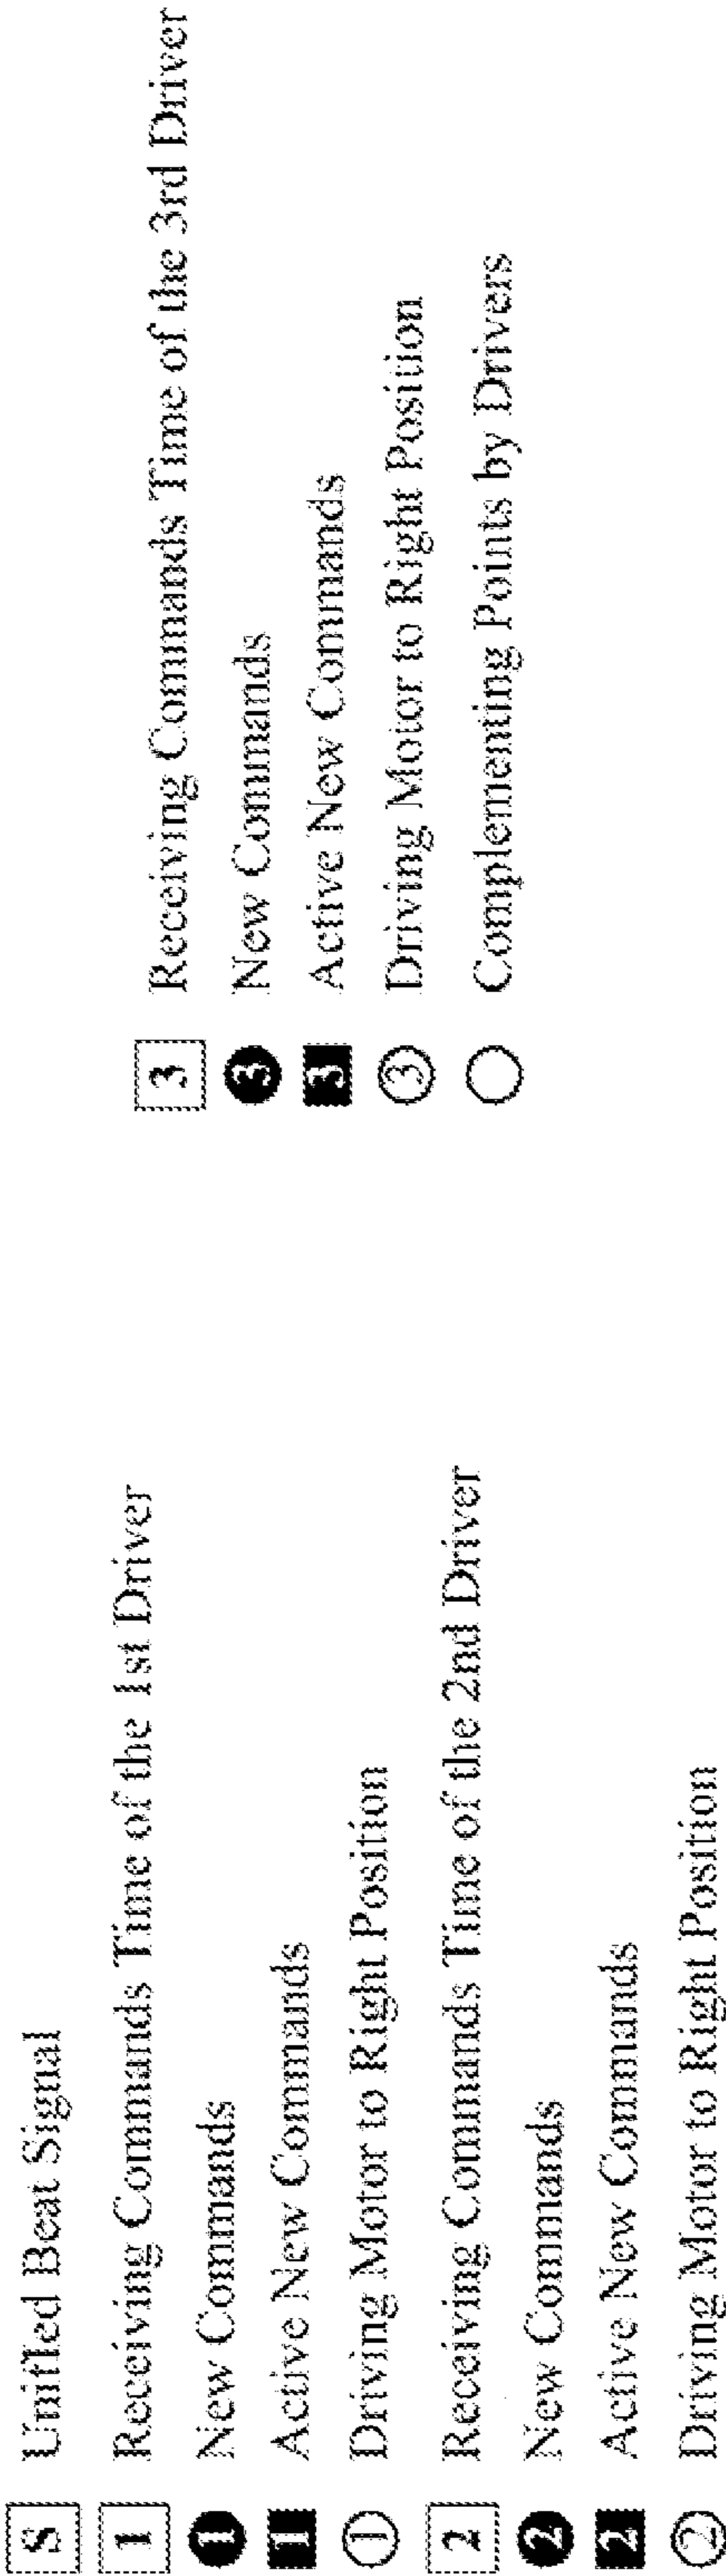 S Unified Beat Signal
1 Receiving Commands Time of the 1st Driver
1 New Commands
1 Active New Commands
1 Driving Motor to Right Position
2 Receiving Commands Time of the 2nd Driver
2 New Commands
2 Active New Commands
2 Driving Motor to Right Position
3 Receiving Commands Time of the 3rd Driver
3 New Commands
3 Active New Commands
3 Driving Motor to Right Position
Complementing Points by Drivers